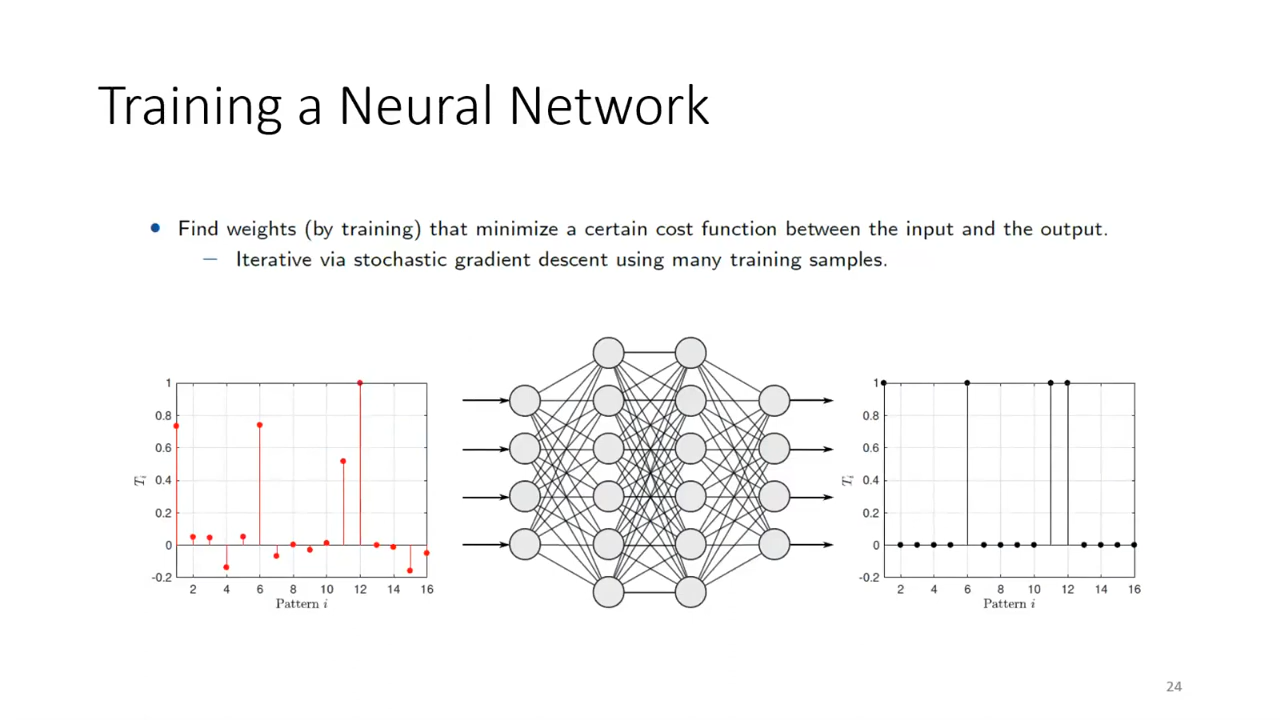 Training a Neural Network
• Find weights (by training) that minimize a certain cost function between the input and the output.
– Iterative via stochastic gradient descent using many training samples.
1
0.8
0.6
0.4
0.2
0
-0.2
T_i
2 4 6 8 10 12 14 16
Pattern i
1
0.8
0.6
0.4
0.2
0
-0.2
T_i
2 4 6 8 10 12 14 16
Pattern i
24